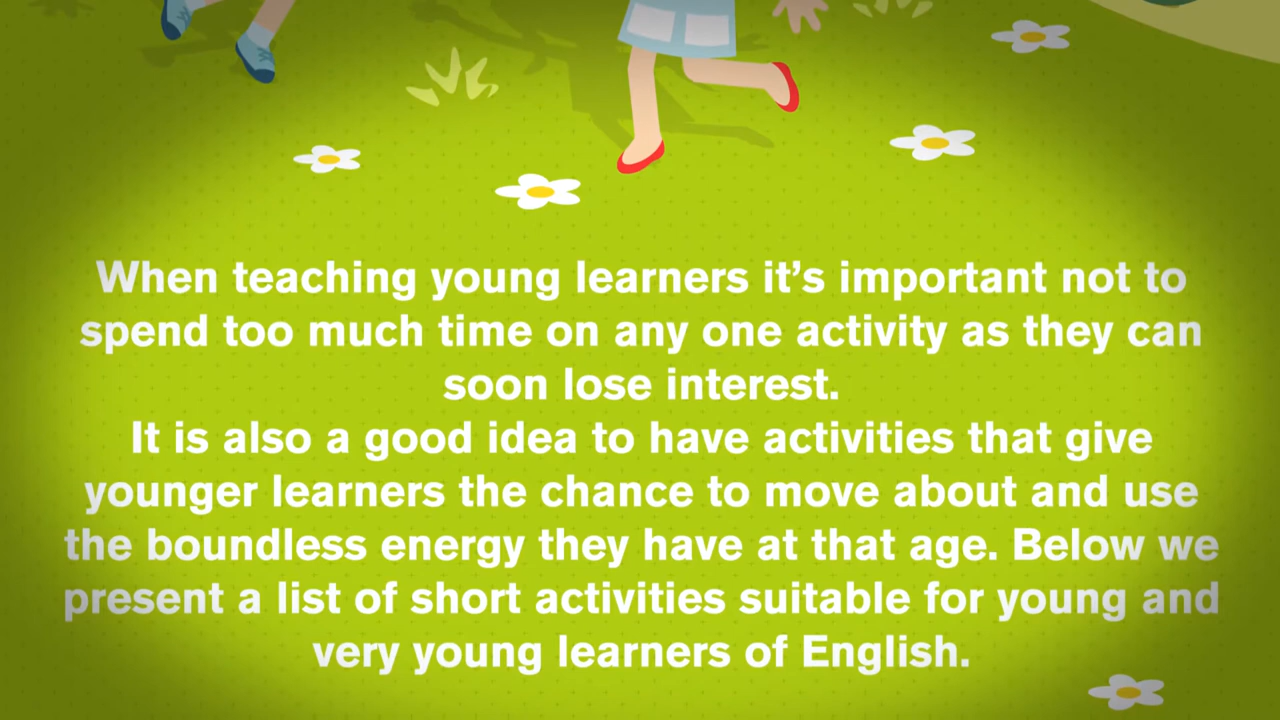 When teaching young learners it’s important not to
spend too much time on any one activity as they can
soon lose interest.
It is also a good idea to have activities that give
younger learners the chance to move about and use
the boundless energy they have at that age. Below we
present a list of short activities suitable for young and
very young learners of English.